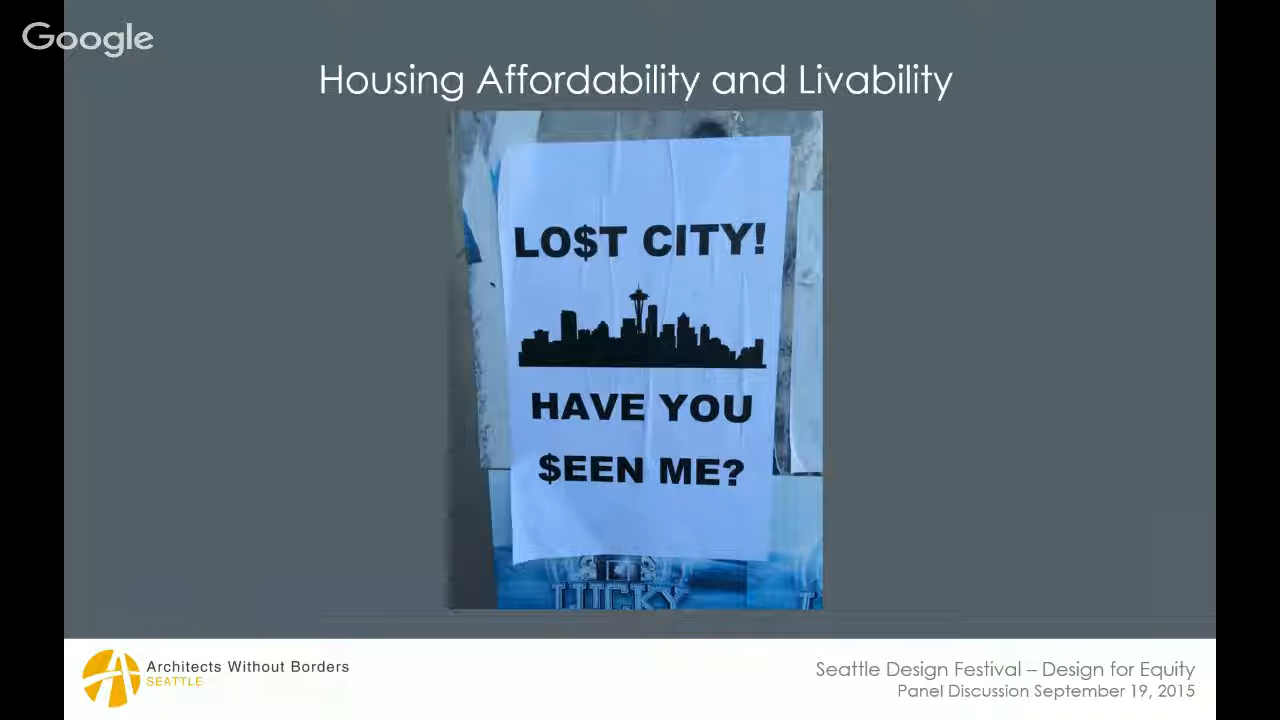 Google
Housing Affordability and Livability
LO$T CITY!
HAVE YOU
$EEN ME?
LUCKY
Architects Without Borders
SEATTLE
Seattle Design Festival – Design for Equity
Panel Discussion September 19, 2015